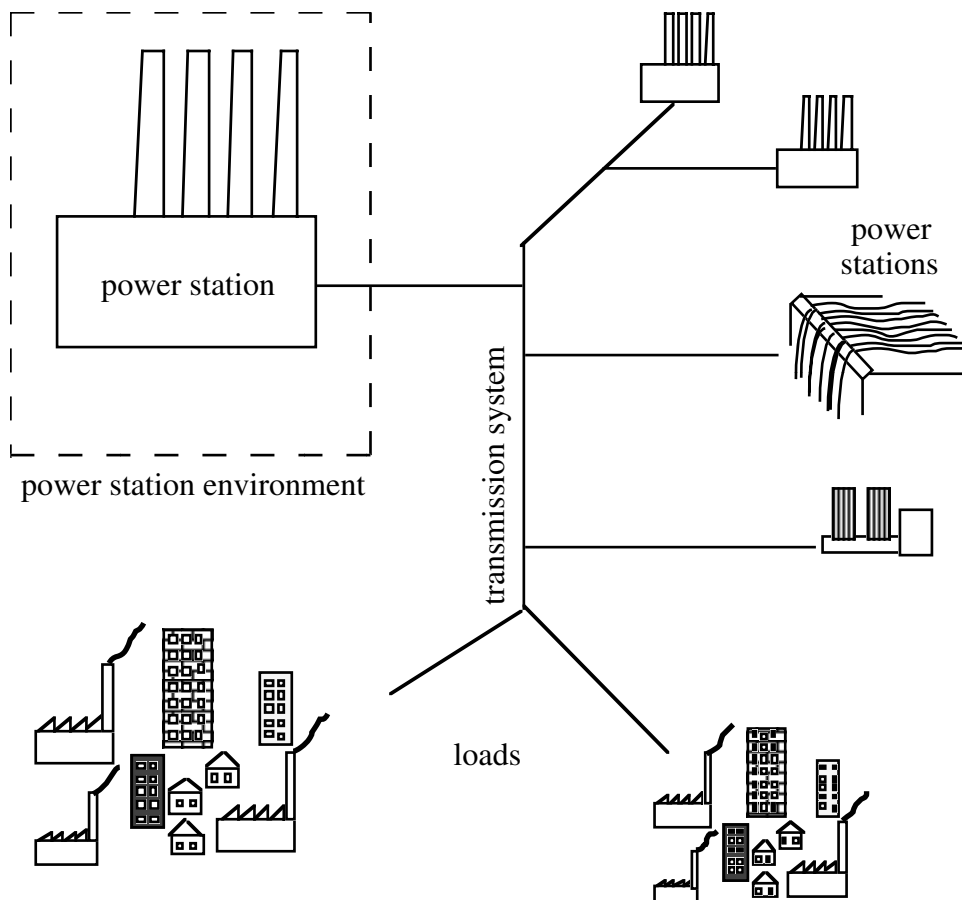 power
stations
power station
transmission system
power station environment
loads